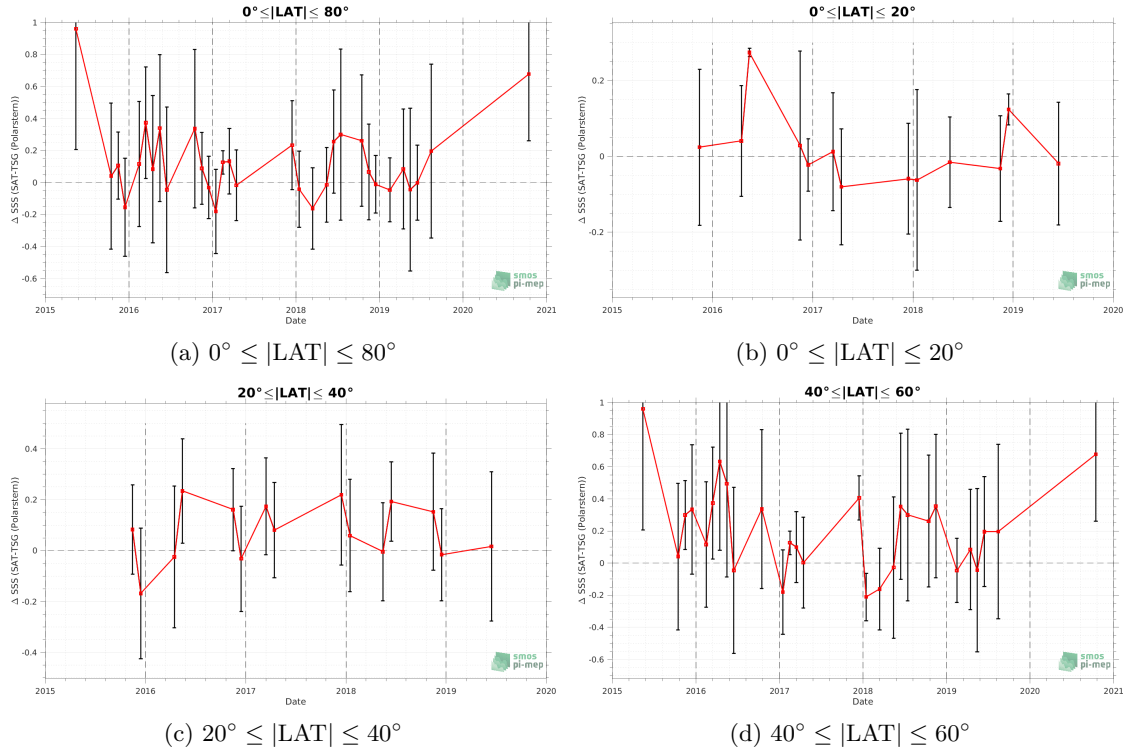 0°≤|LAT|≤ 80°
Δ SSS (SAT-TSG (Polarstern))
1
0.8
0.6
0.4
0.2
0
-0.2
-0.4
-0.6
2015 2016 2017 2018 2019 2020 2021
Date
smos
pi-mep
(a) 0° ≤ |LAT| ≤ 80°
0°≤|LAT|≤ 20°
Δ SSS (SAT-TSG (Polarstern))
0.2
0
-0.2
2015 2016 2017 2018 2019 2020
Date
smos
pi-mep
(b) 0° ≤ |LAT| ≤ 20°
20°≤|LAT|≤ 40°
Δ SSS (SAT-TSG (Polarstern))
0.4
0.2
0
-0.2
-0.4
2015 2016 2017 2018 2019 2020
Date
smos
pi-mep
(c) 20° ≤ |LAT| ≤ 40°
40°≤|LAT|≤ 60°
Δ SSS (SAT-TSG (Polarstern))
1
0.8
0.6
0.4
0.2
0
-0.2
-0.4
-0.6
2015 2016 2017 2018 2019 2020 2021
Date
smos
pi-mep
(d) 40° ≤ |LAT| ≤ 60°